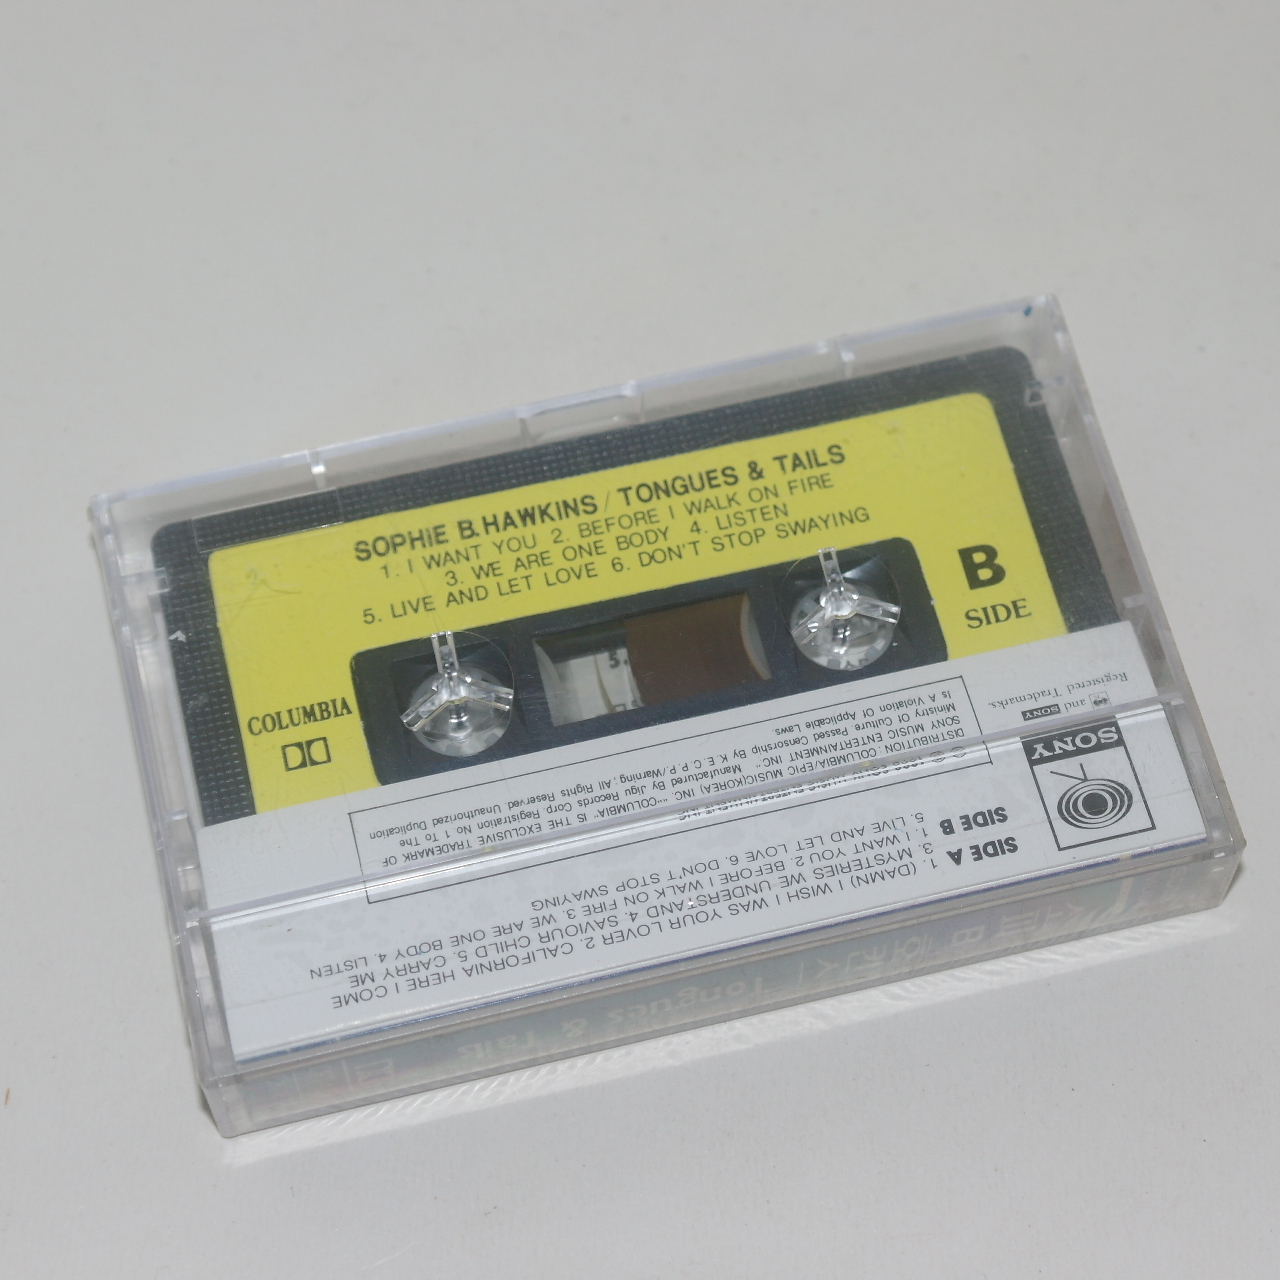 SOPHIE B. HAWKINS / TONGUES & TAILS
1. I WANT YOU 2. BEFORE I WALK ON FIRE
3. WE ARE ONE BODY 4. LISTEN
5. LIVE AND LET LOVE 6. DON'T STOP SWAYING
B
SIDE
COLUMBIA
5.
SONY
SIDE A
1. (DAMN) I WISH I WAS YOUR LOVER 2. CALIFORNIA HERE I COME
3. MYSTERIES WE UNDERSTAND 4. SAVIOUR CHILD 5. CARRY ME
SIDE B
1. I WANT YOU 2. BEFORE I WALK ON FIRE 3. WE ARE ONE BODY 4. LISTEN
5. LIVE AND LET LOVE 6. DON'T STOP SWAYING
DISTRIBUTION : COLUMBIA/EPIC MUSIC(KOREA) INC "COLUMBIA" IS THE EXCLUSIVE TRADEMARK OF
SONY MUSIC ENTERTAINMENT INC." Manufactured By Jigu Records Corp. Registration No 1 To The
Ministry Of Culture. Passed Censorship By K.E.C.P./Warning, All Rights Reserved Unauthorized Duplication
Is A Violation Of Applicable Laws.
and SONY
Registered Trademarks.
Tongues & Tails